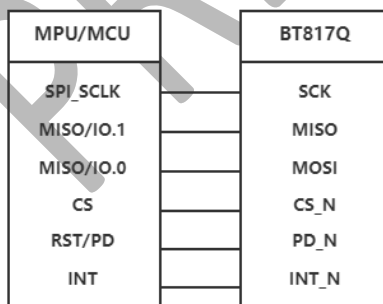 MPU/MCU BT817Q
SPI_SCLK SCK
MISO/IO.1 MISO
MISO/IO.0 MOSI
CS CS_N
RST/PD PD_N
INT INT_N